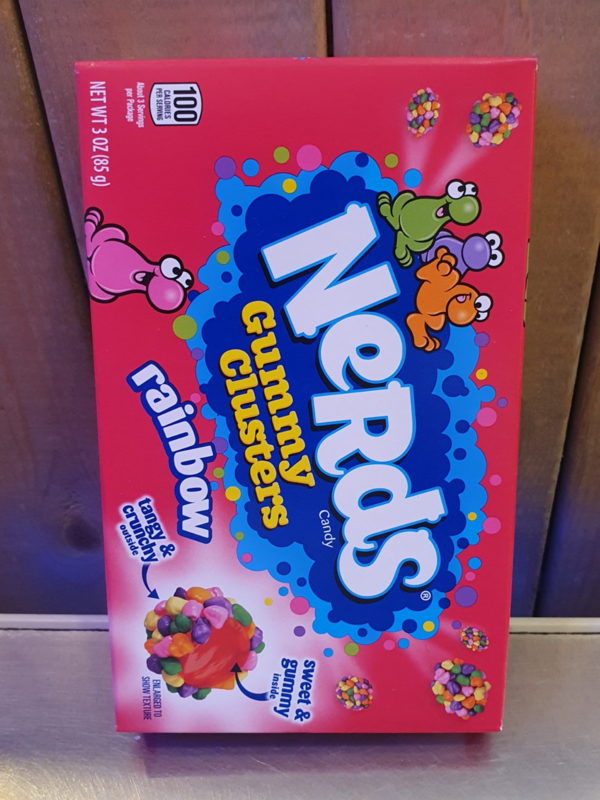 NeRds®
Candy
Gummy
Clusters
rainbow
tangy &
crunchy
outside
sweet &
gummy
inside
ENLARGED TO
SHOW TEXTURE
100
CALORIES
PER SERVING
About 3 Servings
per Package
NET WT 3 OZ (85 g)